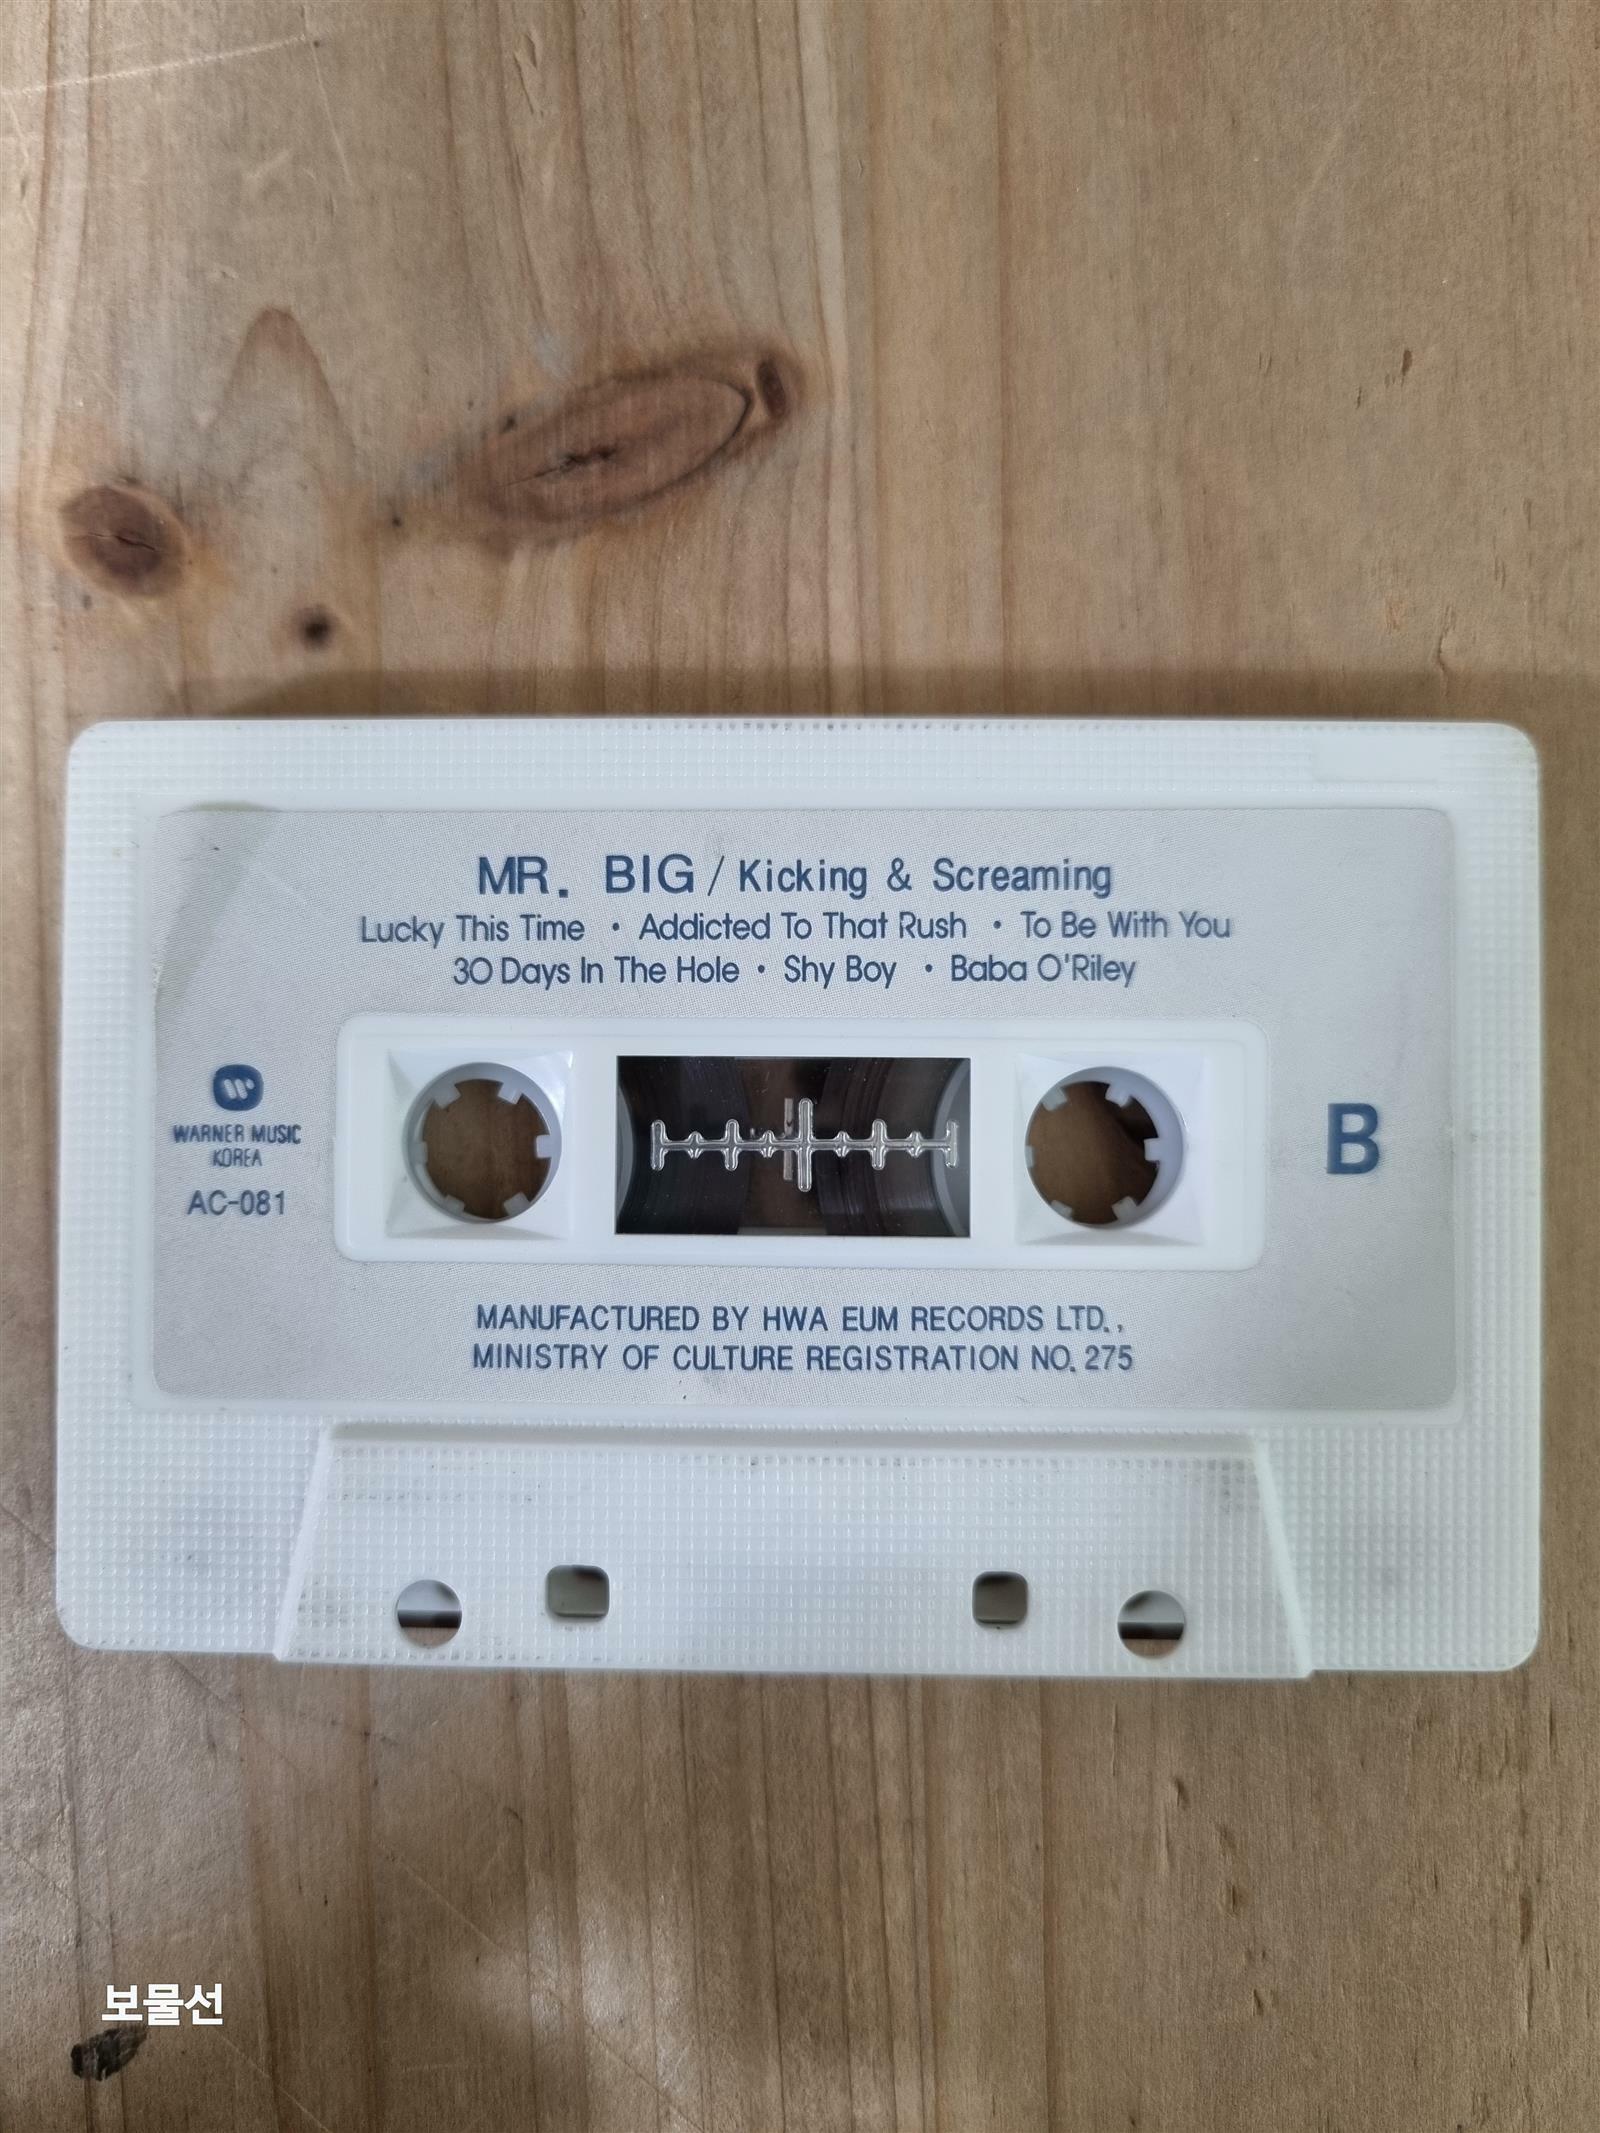 MR. BIG / Kicking & Screaming
Lucky This Time • Addicted To That Rush • To Be With You
30 Days In The Hole • Shy Boy • Baba O'Riley
WARNER MUSIC
KOREA
AC-081
B
MANUFACTURED BY HWA EUM RECORDS LTD.,
MINISTRY OF CULTURE REGISTRATION NO. 275
보물선